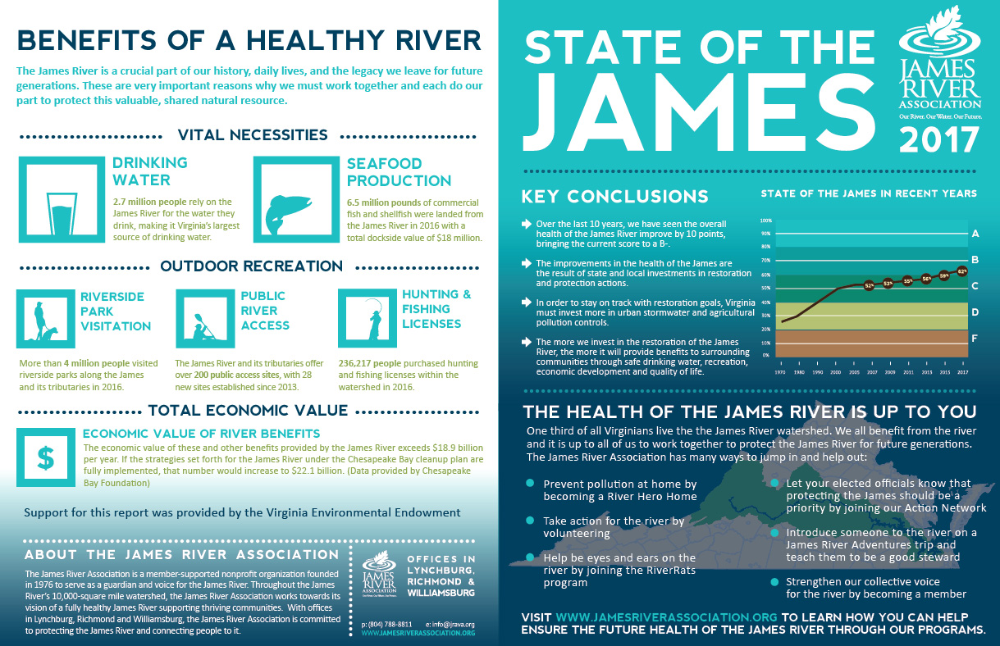 BENEFITS OF A HEALTHY RIVER
The James River is a crucial part of our history, daily lives, and the legacy we leave for future
generations. These are very important reasons why we must work together and each do our
part to protect this valuable, shared natural resource.
VITAL NECESSITIES
DRINKING
WATER
2.7 million people rely on the
James River for the water they
drink, making it Virginia's largest
source of drinking water.
SEAFOOD
PRODUCTION
6.5 million pounds of commercial
fish and shellfish were landed from
the James River in 2016 with a
total dockside value of $18 million.
OUTDOOR RECREATION
RIVERSIDE
PARK
VISITATION
More than 4 million people visited
riverside parks along the James
and its tributaries in 2016.
PUBLIC
RIVER
ACCESS
The James River and its tributaries offer
over 200 public access sites, with 28
new sites established since 2013.
HUNTING &
FISHING
LICENSES
236,217 people purchased hunting
and fishing licenses within the
watershed in 2016.
TOTAL ECONOMIC VALUE
$
ECONOMIC VALUE OF RIVER BENEFITS
The economic value of these and other benefits provided by the James River exceeds $18.9 billion
per year. If the strategies set forth for the James River under the Chesapeake Bay cleanup plan are
fully implemented, that number would increase to $22.1 billion. (Data provided by Chesapeake
Bay Foundation)
Support for this report was provided by the Virginia Environmental Endowment
ABOUT THE JAMES RIVER ASSOCIATION
The James River Association is a member-supported nonprofit organization founded
in 1976 to serve as a guardian and voice for the James River. Throughout the James
River's 10,000-square mile watershed, the James River Association works towards its
vision of a fully healthy James River supporting thriving communities. With offices
in Lynchburg, Richmond and Williamsburg, the James River Association is committed
to protecting the James River and connecting people to it.
JAMES
RIVER
ASSOCIATION
Our River. Our Water. Our Future.
OFFICES IN
LYNCHBURG,
RICHMOND &
WILLIAMSBURG
p: (804) 788-8811 e: info@jrava.org
WWW.JAMESRIVERASSOCIATION.ORG
STATE OF THE
JAMES
JAMES
RIVER
ASSOCIATION
Our River. Our Water. Our Future.
2017
KEY CONCLUSIONS
Over the last 10 years, we have seen the overall
health of the James River improve by 10 points,
bringing the current score to a B-.
The improvements in the health of the James are
the result of state and local investments in restoration
and protection actions.
In order to stay on track with restoration goals, Virginia
must invest more in urban stormwater and agricultural
pollution controls.
The more we invest in the restoration of the James
River, the more it will provide benefits to surrounding
communities through safe drinking water, recreation,
economic development and quality of life.
STATE OF THE JAMES IN RECENT YEARS
100%
90%
80%
70%
60%
50%
40%
30%
20%
10%
0%
A
B
C
D
F
52% 53% 55% 56% 59% 62%
1970 1980 1990 2000 2005 2007 2009 2011 2013 2015 2017
THE HEALTH OF THE JAMES RIVER IS UP TO YOU
One third of all Virginians live the the James River watershed. We all benefit from the river
and it is up to all of us to work together to protect the James River for future generations.
The James River Association has many ways to jump in and help out:
Prevent pollution at home by
becoming a River Hero Home
Take action for the river by
volunteering
Help be eyes and ears on the
river by joining the RiverRats
program
Let your elected officials know that
protecting the James should be a
priority by joining our Action Network
Introduce someone to the river on a
James River Adventures trip and
teach them to be a good steward
Strengthen our collective voice
for the river by becoming a member
VISIT WWW.JAMESRIVERASSOCIATION.ORG TO LEARN HOW YOU CAN HELP
ENSURE THE FUTURE HEALTH OF THE JAMES RIVER THROUGH OUR PROGRAMS.